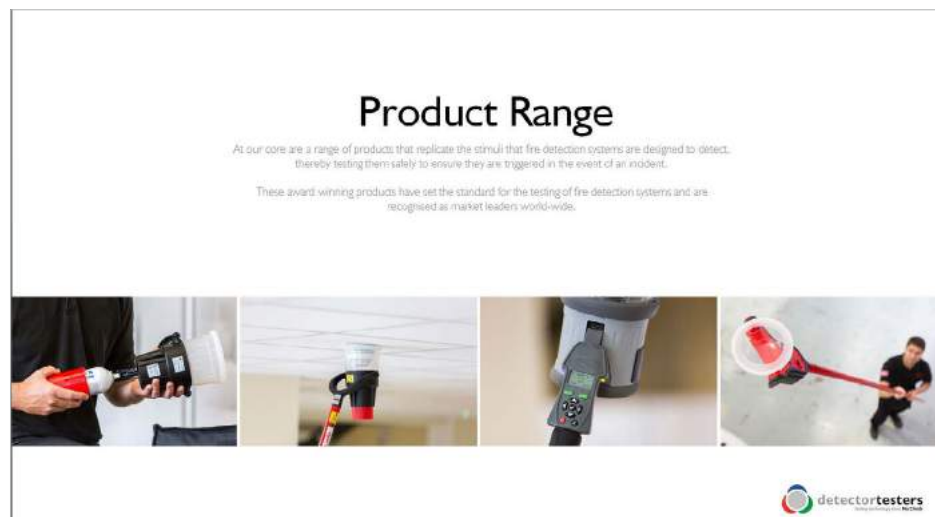 Product Range
At our core are a range of products that replicate the stimuli that fire detection systems are designed to detect,
thereby testing them safely to ensure they are triggered in the event of an incident.
These award winning products have set the standard for the testing of fire detection systems and are
recognised as market leaders world-wide.
detectortesters